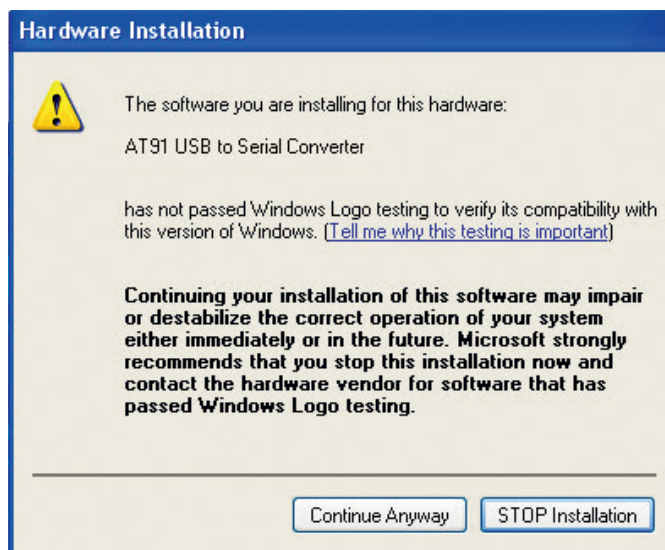 Hardware Installation
The software you are installing for this hardware:
AT91 USB to Serial Converter
has not passed Windows Logo testing to verify its compatibility with
this version of Windows. (Tell me why this testing is important)
Continuing your installation of this software may impair
or destabilize the correct operation of your system
either immediately or in the future. Microsoft strongly
recommends that you stop this installation now and
contact the hardware vendor for software that has
passed Windows Logo testing.
Continue Anyway
STOP Installation